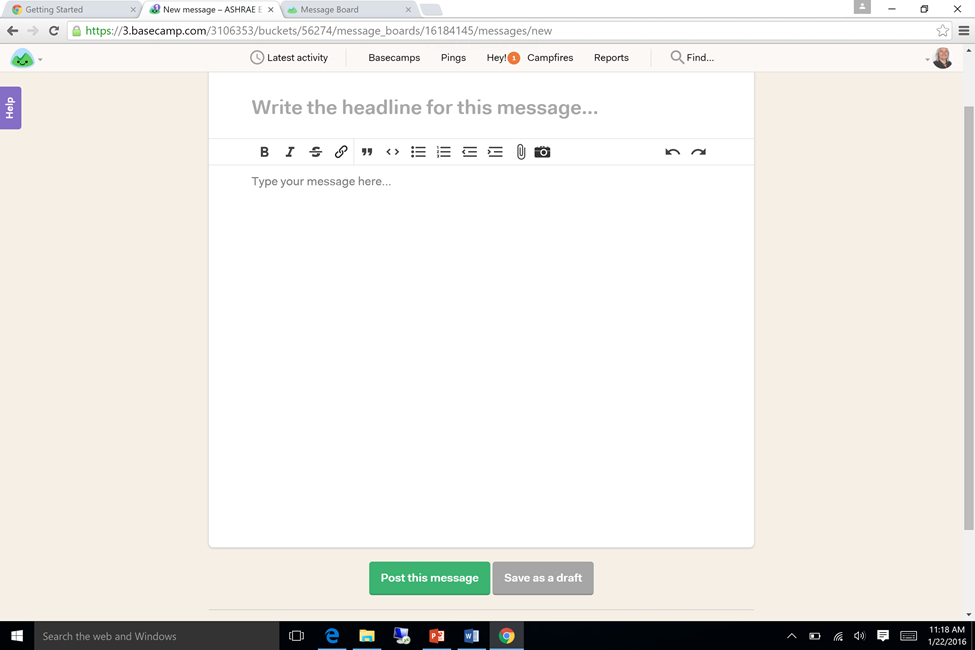 Getting Started
New message – ASHRAE
Message Board
https://3.basecamp.com/3106353/buckets/56274/message_boards/16184145/messages/new
Latest activity
Basecamps
Pings
Hey! 1
Campfires
Reports
Find...
Help
Write the headline for this message...
Type your message here...
Post this message
Save as a draft
Search the web and Windows
11:18 AM
1/22/2016